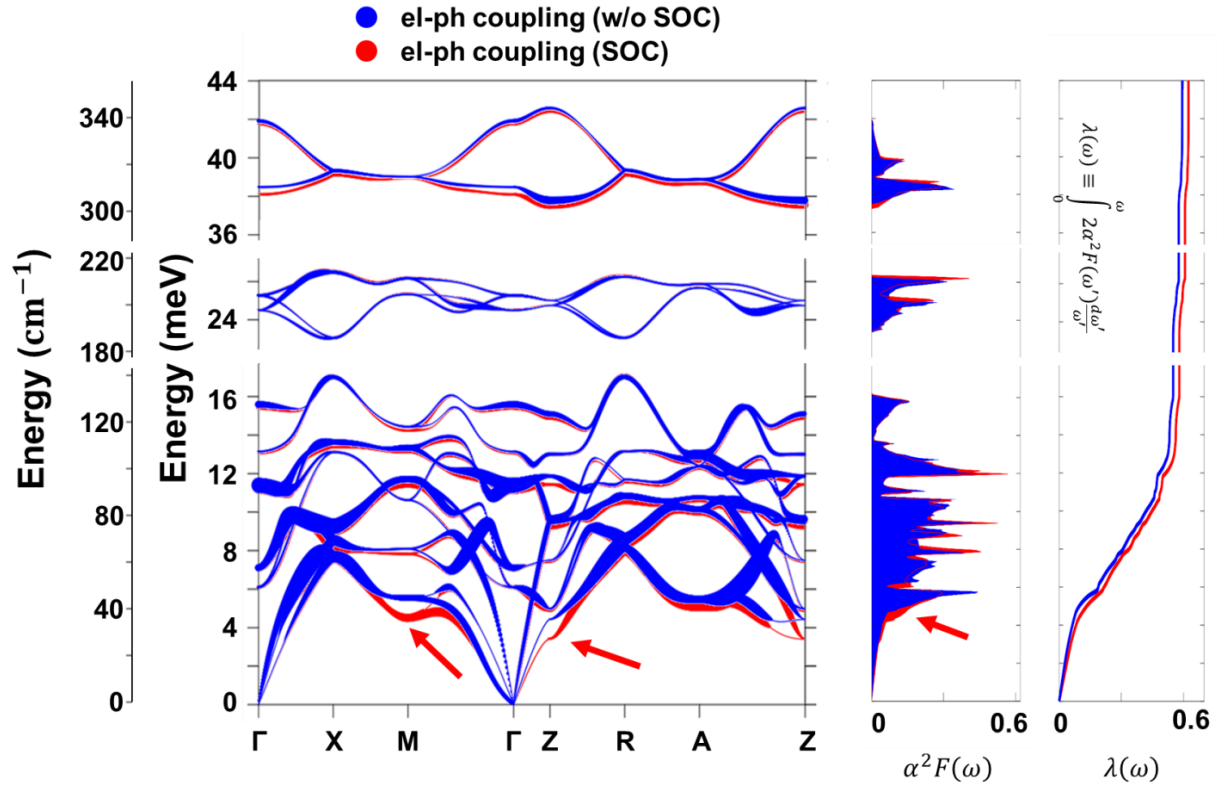 el-ph coupling (w/o SOC)
el-ph coupling (SOC)
Energy (cm⁻¹)
340
300
220
180
120
80
40
0
Energy (meV)
44
40
36
24
16
12
8
4
0
Γ X M Γ Z R A Z
0 0.6
α²F(ω)
λ(ω) ≡ ∫₀^ω 2α²F(ω′) dω′/ω′
0 0.6
λ(ω)